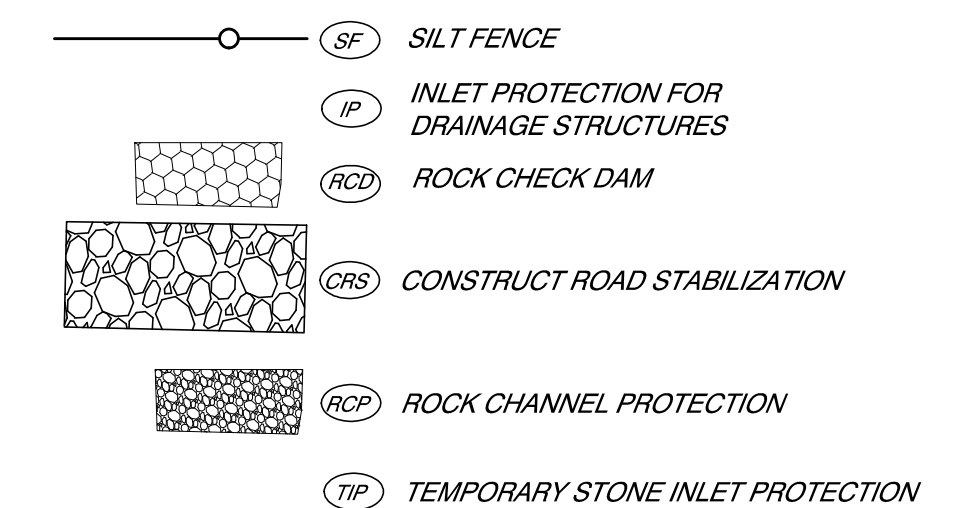 SF SILT FENCE
IP INLET PROTECTION FOR
DRAINAGE STRUCTURES
RCD ROCK CHECK DAM
CRS CONSTRUCT ROAD STABILIZATION
RCP ROCK CHANNEL PROTECTION
TIP TEMPORARY STONE INLET PROTECTION